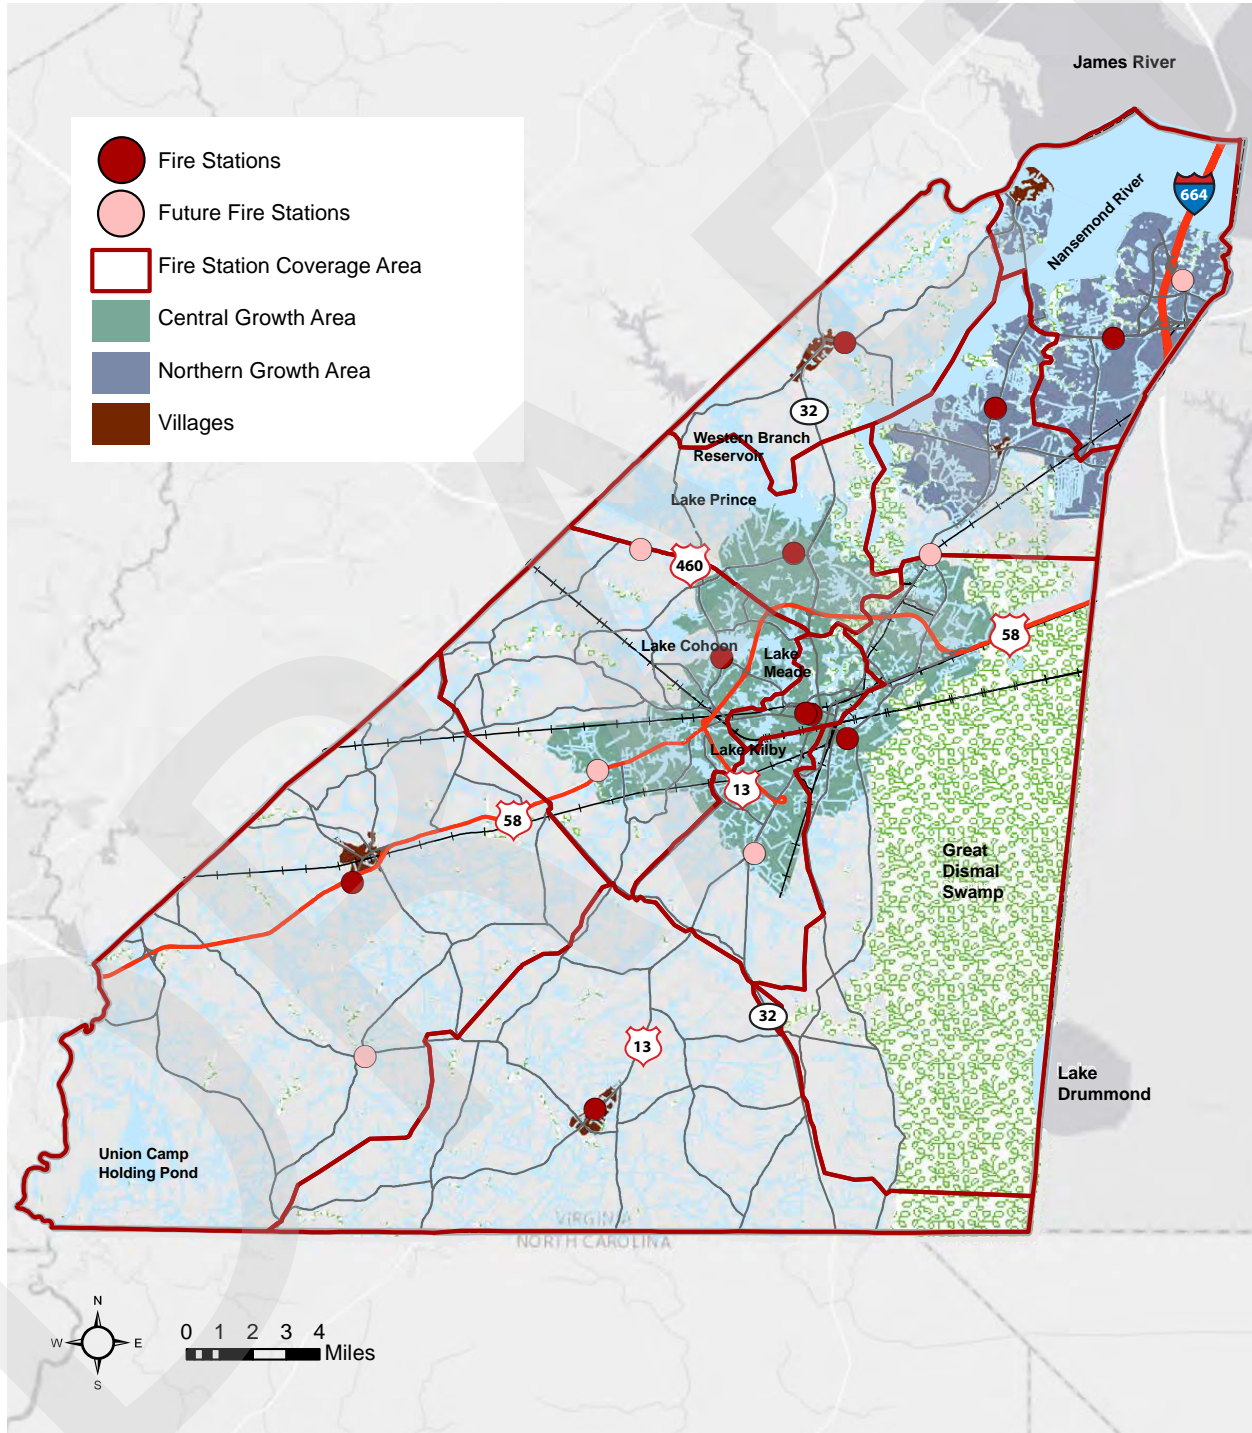 James River
Fire Stations
Future Fire Stations
Fire Station Coverage Area
Central Growth Area
Northern Growth Area
Villages
664
Nansemond River
32
Western Branch
Reservoir
Lake Prince
460
58
Lake Cohoon
Lake
Meade
Lake Kilby
13
58
Great
Dismal
Swamp
32
13
Lake
Drummond
Union Camp
Holding Pond
VIRGINIA
NORTH CAROLINA
N
W E
S
0 1 2 3 4
Miles
DRAFT